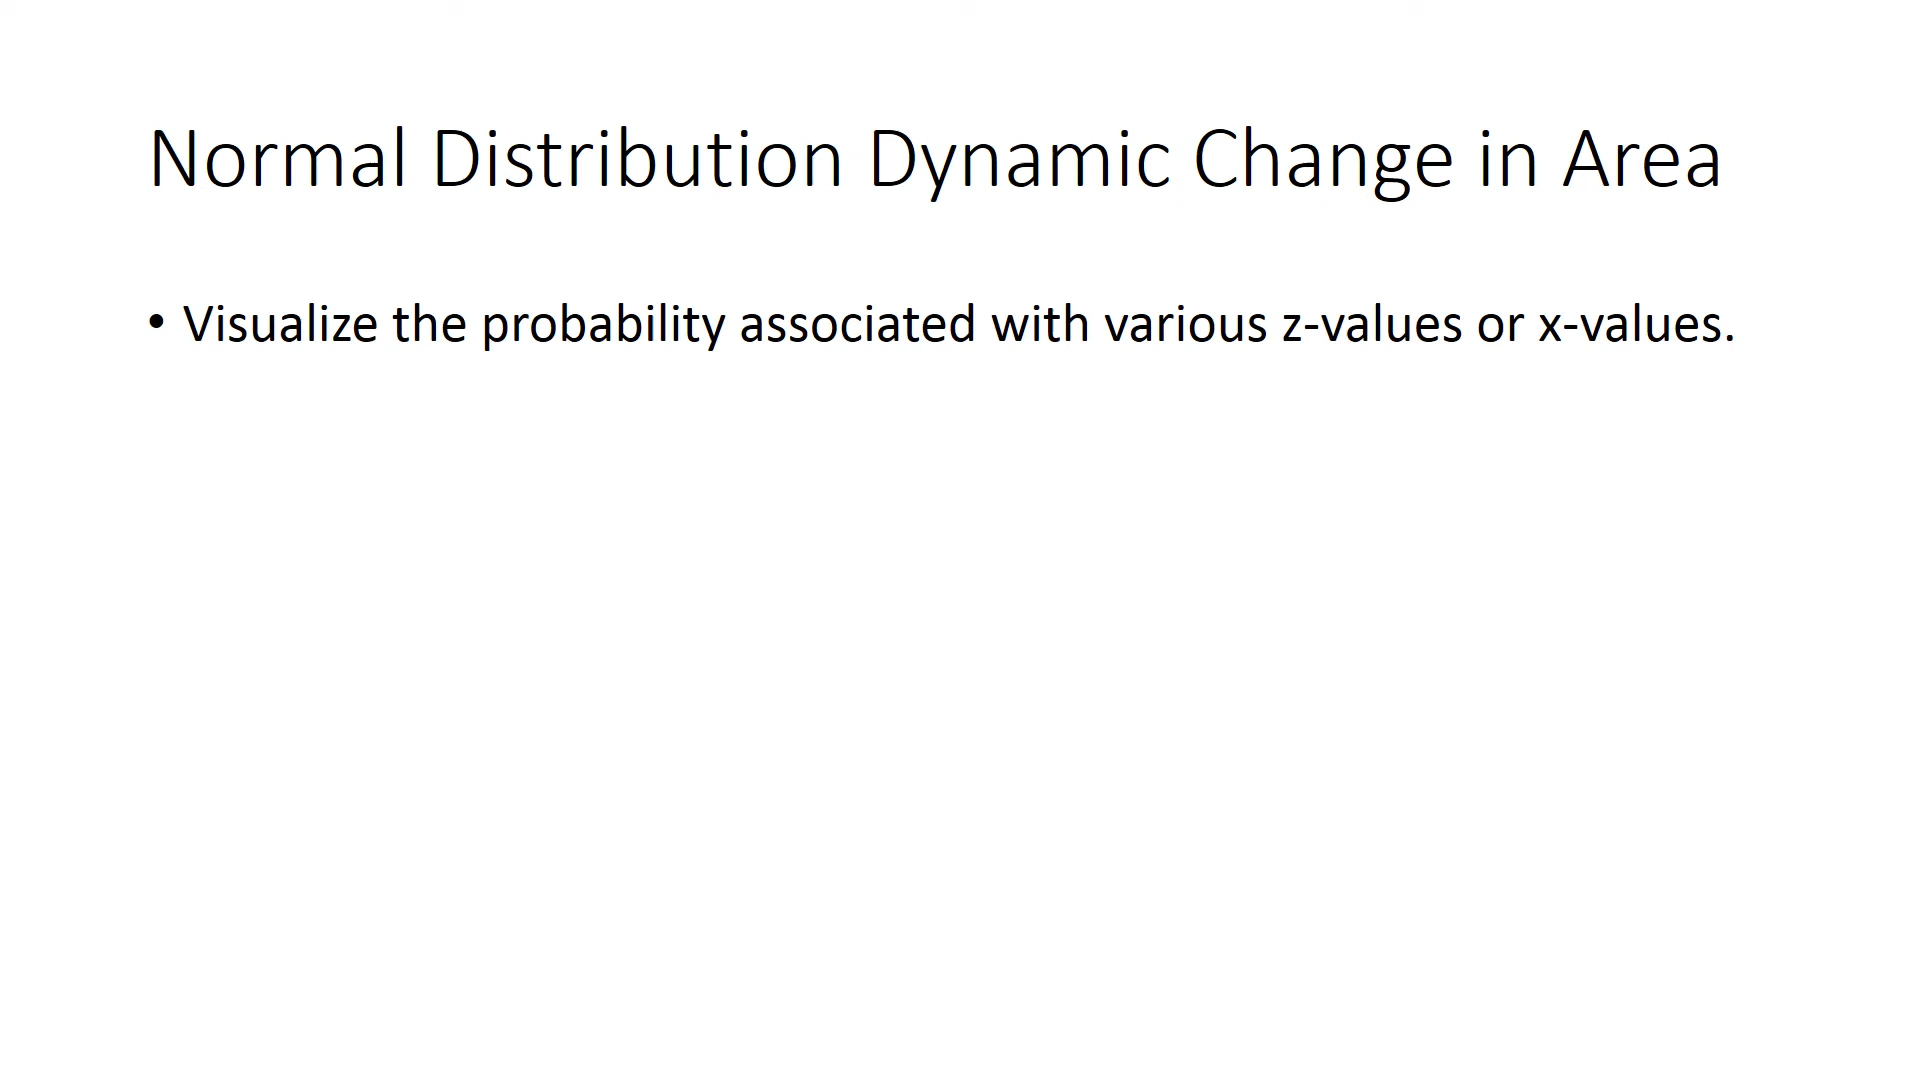 Normal Distribution Dynamic Change in Area
• Visualize the probability associated with various z-values or x-values.